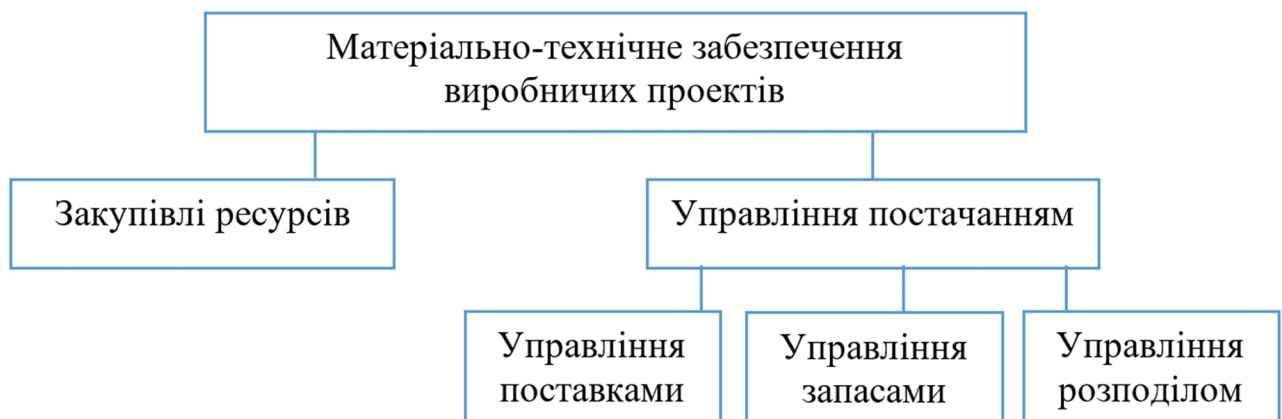 Матеріально-технічне забезпечення
виробничих проектів
Закупівлі ресурсів
Управління постачанням
Управління
поставками
Управління
запасами
Управління
розподілом